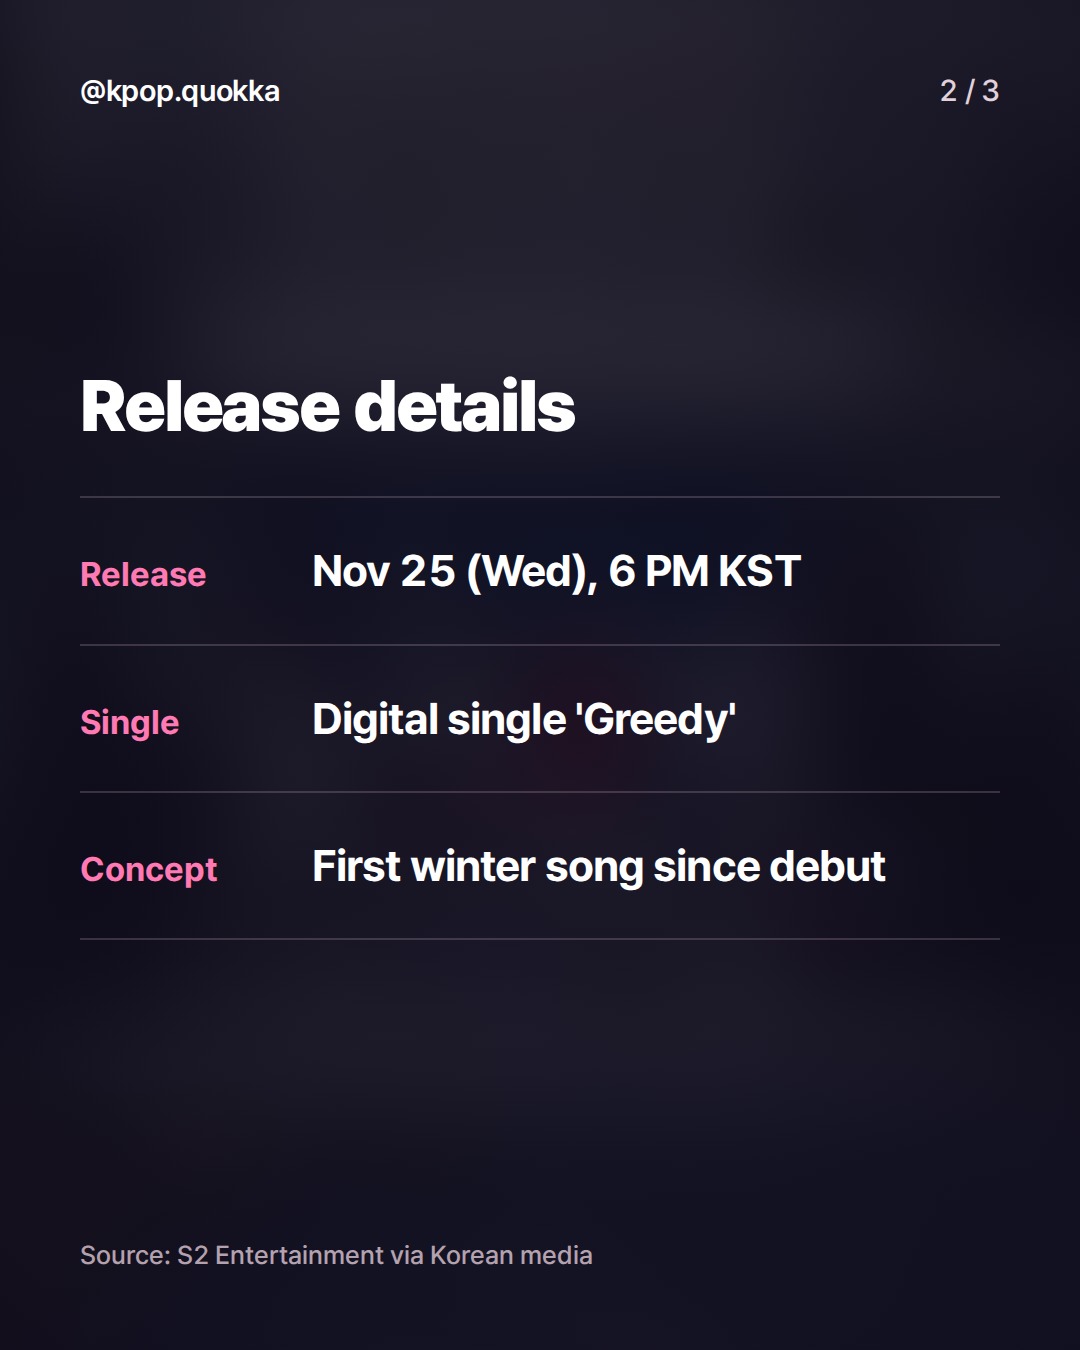 @kpop.quokka
2 / 3
Release details
Release
Nov 25 (Wed), 6 PM KST
Single
Digital single 'Greedy'
Concept
First winter song since debut
Source: S2 Entertainment via Korean media